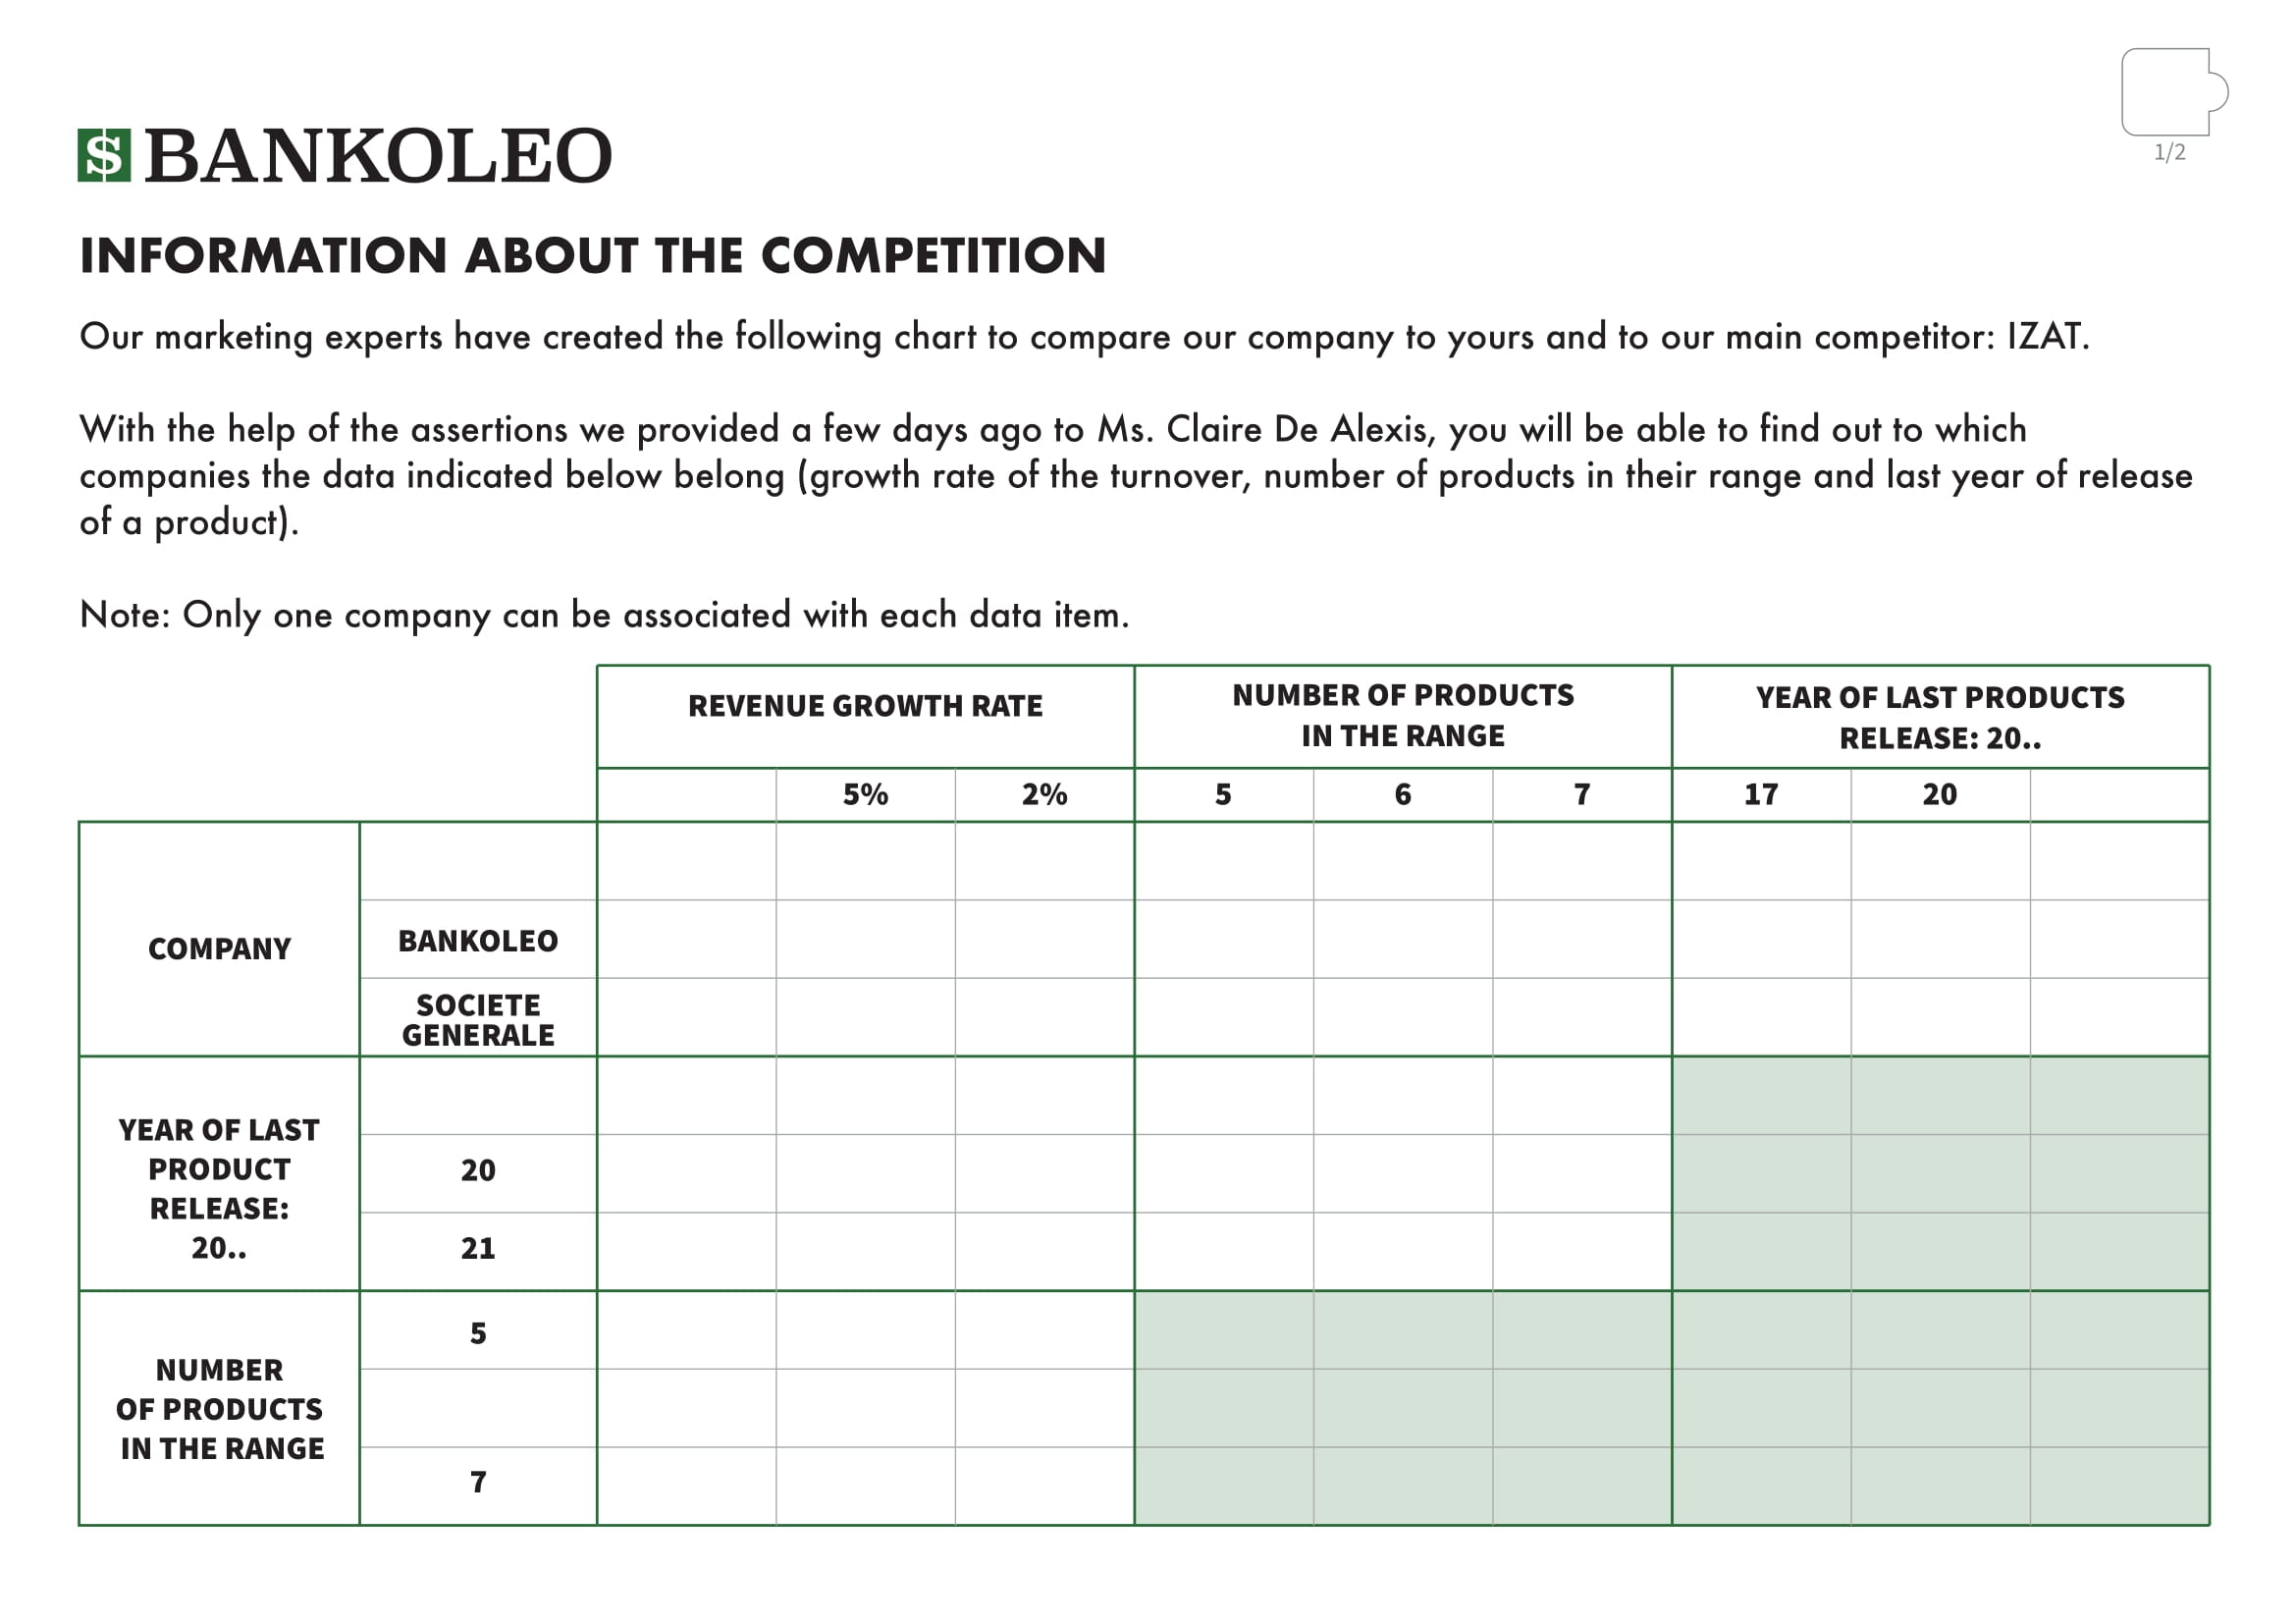 $ BANKOLEO
1/2
INFORMATION ABOUT THE COMPETITION
Our marketing experts have created the following chart to compare our company to yours and to our main competitor: IZAT.
With the help of the assertions we provided a few days ago to Ms. Claire De Alexis, you will be able to find out to which
companies the data indicated below belong (growth rate of the turnover, number of products in their range and last year of release
of a product).
Note: Only one company can be associated with each data item.
REVENUE GROWTH RATE
NUMBER OF PRODUCTS
IN THE RANGE
YEAR OF LAST PRODUCTS
RELEASE: 20..
5% 2% 5 6 7 17 20
COMPANY
BANKOLEO
SOCIETE
GENERALE
YEAR OF LAST
PRODUCT
RELEASE:
20..
20
21
NUMBER
OF PRODUCTS
IN THE RANGE
5
7